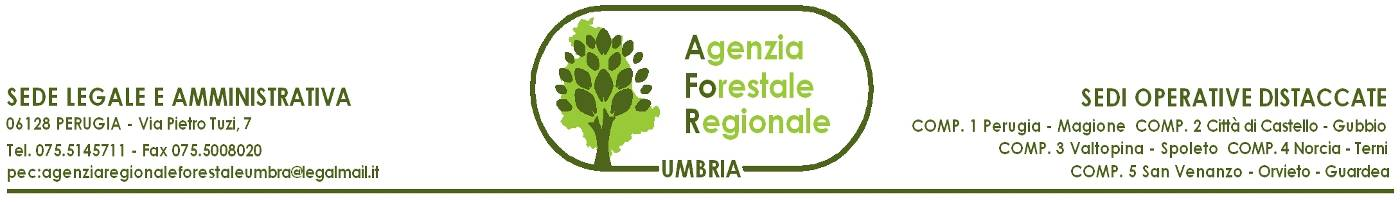 SEDE LEGALE E AMMINISTRATIVA
06128 PERUGIA - Via Pietro Tuzi, 7
Tel. 075.5145711 - Fax 075.5008020
pec:agenziaregionaleforestaleumbra@legalmail.it
Agenzia
Forestale
Regionale
UMBRIA
SEDI OPERATIVE DISTACCATE
COMP. 1 Perugia - Magione COMP. 2 Città di Castello - Gubbio
COMP. 3 Valtopina - Spoleto COMP. 4 Norcia - Terni
COMP. 5 San Venanzo - Orvieto - Guardea